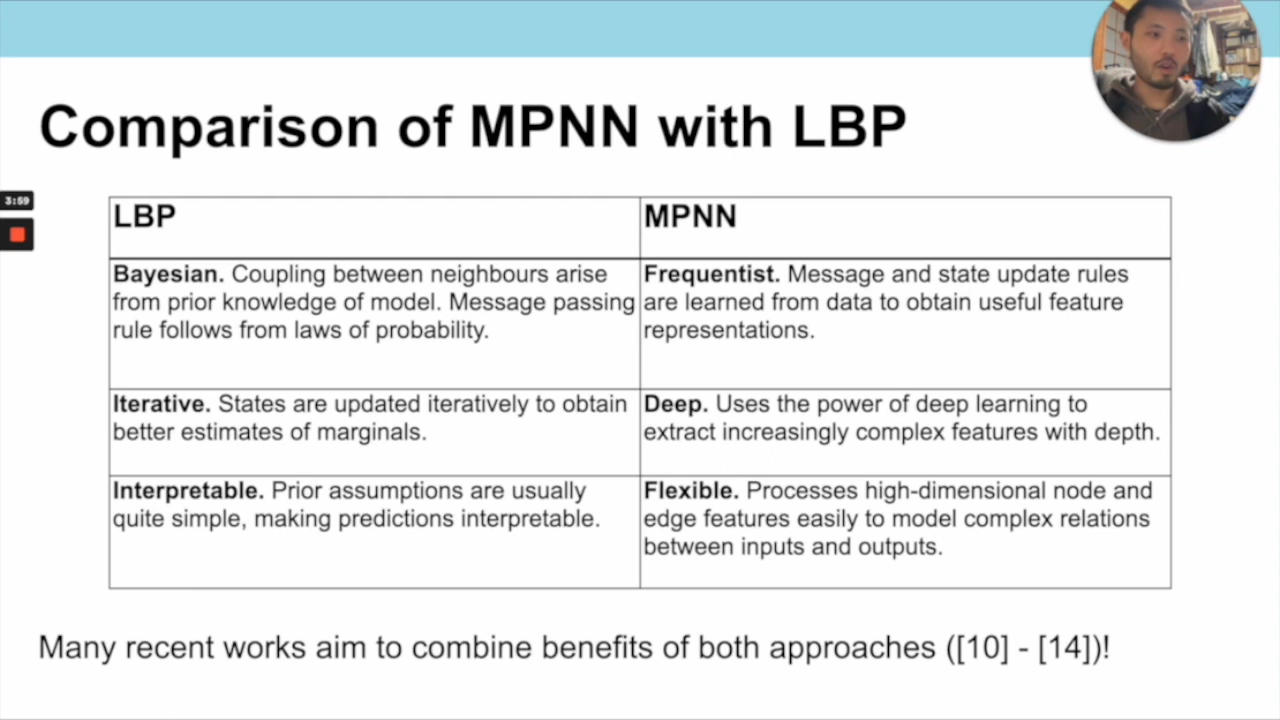 Comparison of MPNN with LBP
3:59
LBP
MPNN
Bayesian. Coupling between neighbours arise
from prior knowledge of model. Message passing
rule follows from laws of probability.
Frequentist. Message and state update rules
are learned from data to obtain useful feature
representations.
Iterative. States are updated iteratively to obtain
better estimates of marginals.
Deep. Uses the power of deep learning to
extract increasingly complex features with depth.
Interpretable. Prior assumptions are usually
quite simple, making predictions interpretable.
Flexible. Processes high-dimensional node and
edge features easily to model complex relations
between inputs and outputs.
Many recent works aim to combine benefits of both approaches ([10] - [14])!